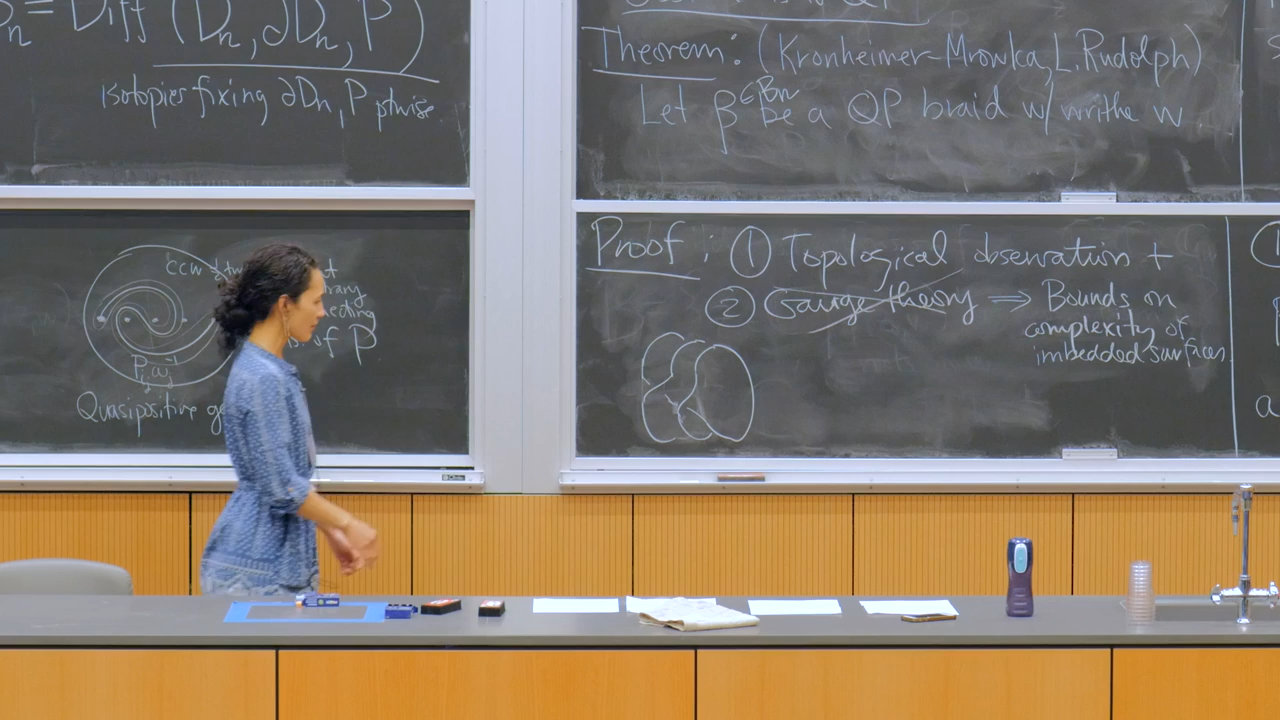 = Diff (Dn, ∂Dn, P)
isotopies fixing ∂Dn, P ptwise
ccw
Quasipositive
of P
Theorem: (Kronheimer-Mrowka, L. Rudolph)
Let β ∈ Bn be a QP braid w/ writhe w
Proof: ① Topological observation +
② Gauge theory ⇒ Bounds on
complexity of
imbedded surfaces